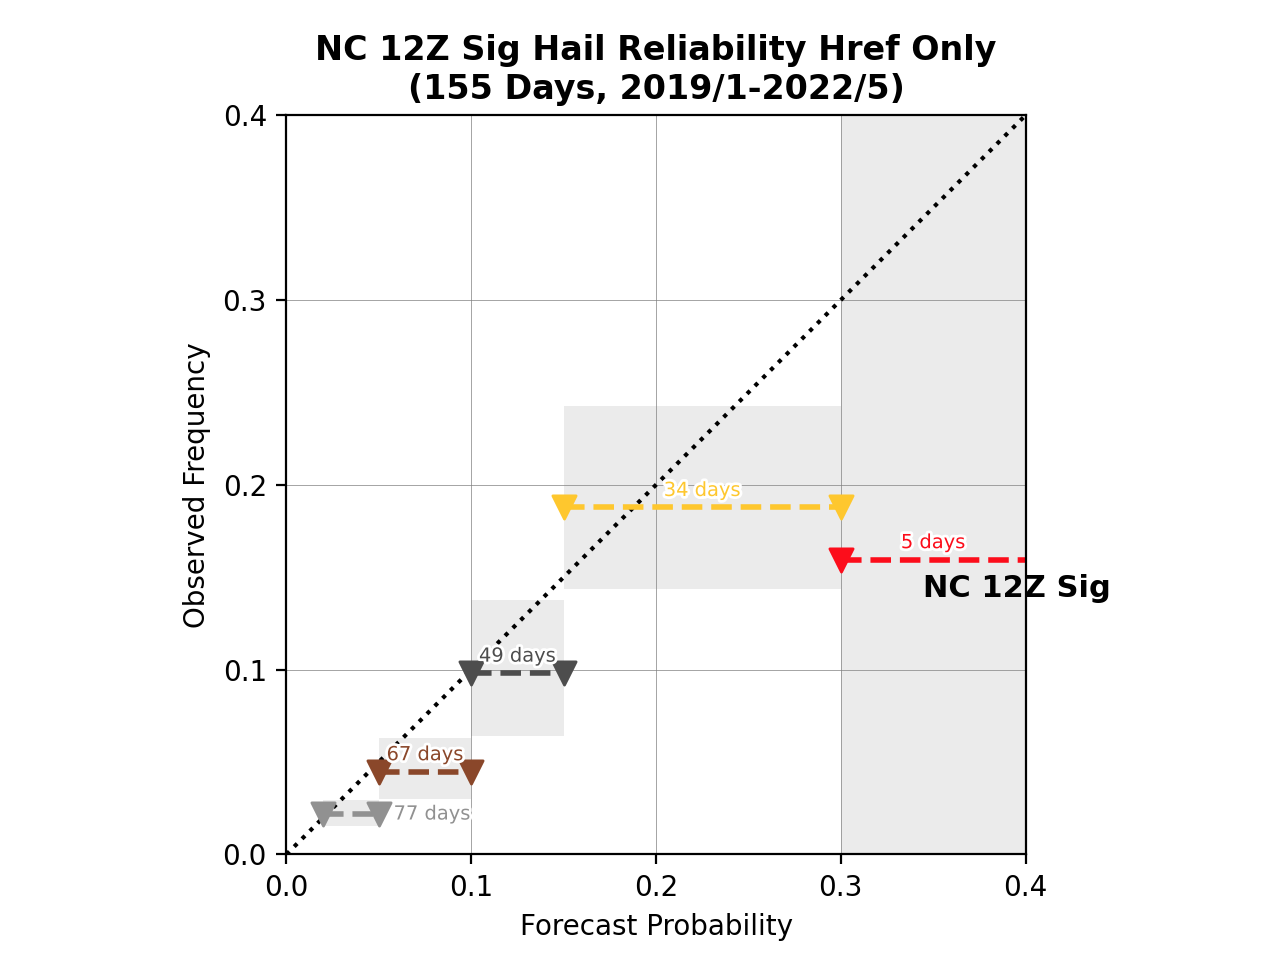 NC 12Z Sig Hail Reliability Href Only
(155 Days, 2019/1-2022/5)
0.4
0.3
0.2
0.1
0.0
Observed Frequency
34 days
5 days
NC 12Z Sig
49 days
67 days
77 days
0.0 0.1 0.2 0.3 0.4
Forecast Probability